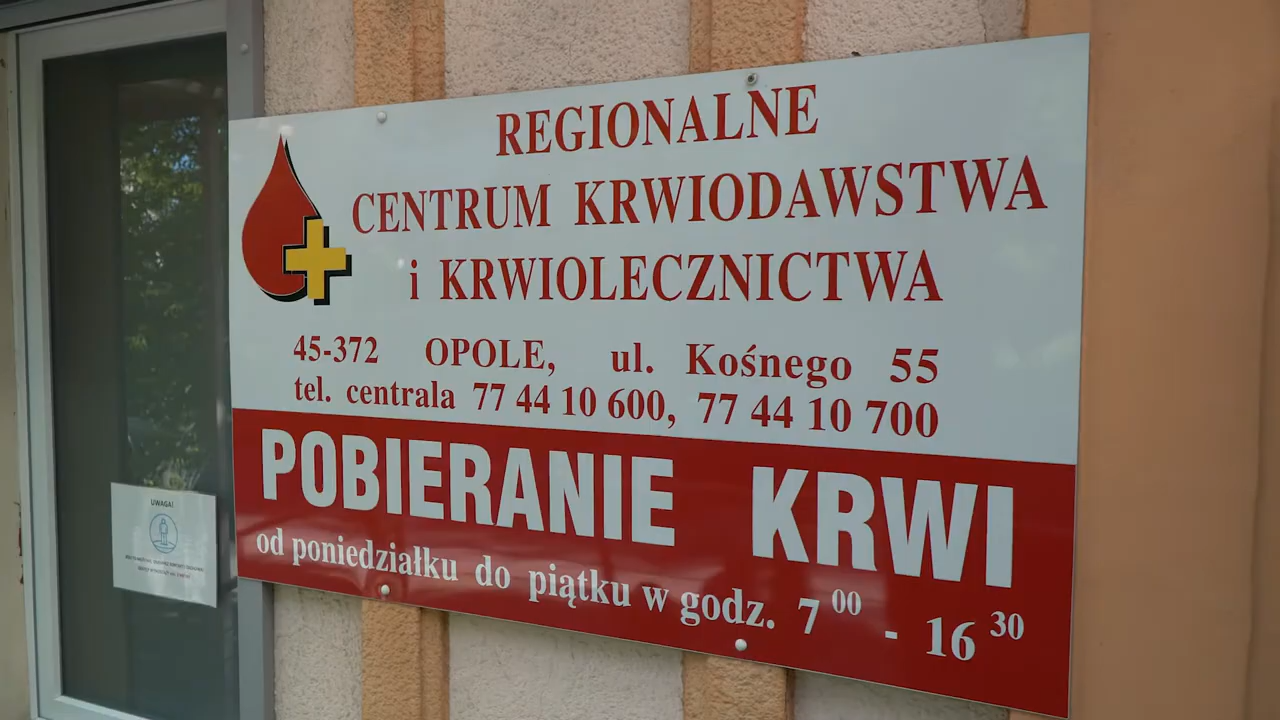 REGIONALNE
CENTRUM KRWIODAWSTWA
i KRWIOLECZNICTWA
45-372 OPOLE, ul. Kośnego 55
tel. centrala 77 44 10 600, 77 44 10 700
POBIERANIE KRWI
od poniedziałku do piątku w godz. 7 00 - 16 30
UWAGA!